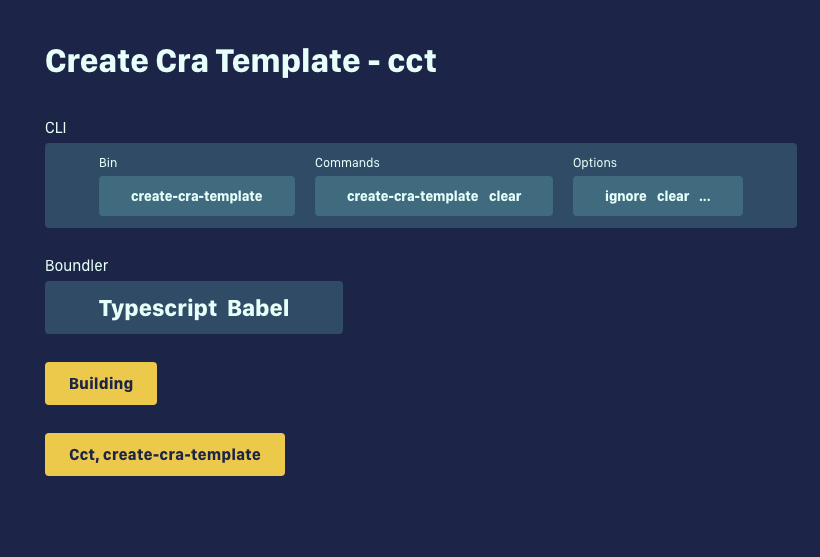 Create Cra Template - cct
CLI
Bin
Commands
Options
create-cra-template
create-cra-template clear
ignore clear ...
Boundler
Typescript Babel
Building
Cct, create-cra-template